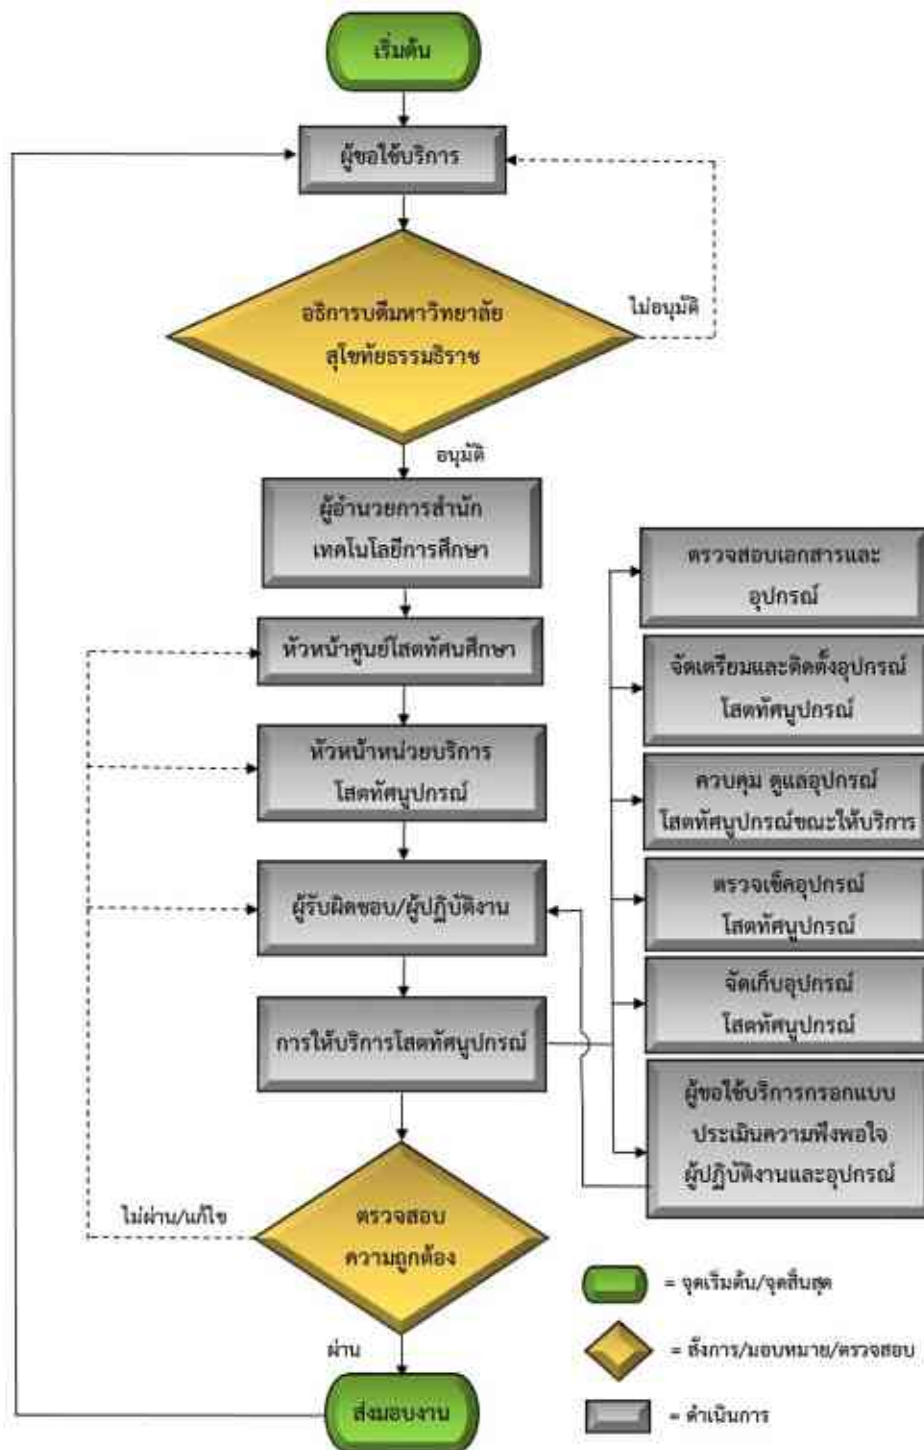 เริ่มต้น
ผู้ขอใช้บริการ
อธิการบดีมหาวิทยาลัย
สุโขทัยธรรมธิราช
ไม่อนุมัติ
อนุมัติ
ผู้อำนวยการสำนัก
เทคโนโลยีการศึกษา
หัวหน้าศูนย์โสตทัศนศึกษา
หัวหน้าหน่วยบริการ
โสตทัศนูปกรณ์
ผู้รับผิดชอบ/ผู้ปฏิบัติงาน
การให้บริการโสตทัศนูปกรณ์
ตรวจสอบเอกสารและ
อุปกรณ์
จัดเตรียมและติดตั้งอุปกรณ์
โสตทัศนูปกรณ์
ควบคุม ดูแลอุปกรณ์
โสตทัศนูปกรณ์ขณะให้บริการ
ตรวจเช็คอุปกรณ์
โสตทัศนูปกรณ์
จัดเก็บอุปกรณ์
โสตทัศนูปกรณ์
ผู้ขอใช้บริการกรอกแบบ
ประเมินความพึงพอใจ
ผู้ปฏิบัติงานและอุปกรณ์
ไม่ผ่าน/แก้ไข
ตรวจสอบ
ความถูกต้อง
ผ่าน
ส่งมอบงาน
= จุดเริ่มต้น/จุดสิ้นสุด
= สั่งการ/มอบหมาย/ตรวจสอบ
= ดำเนินการ